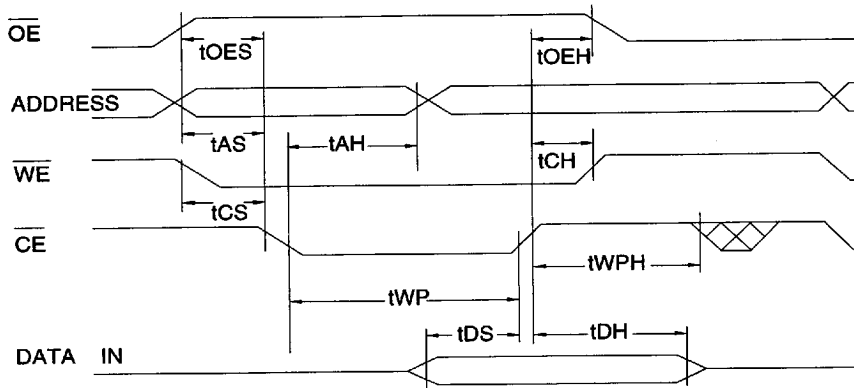 OE
tOES
tOEH
ADDRESS
tAS
tAH
tCH
WE
tCS
CE
tWPH
tWP
tDS
tDH
DATA IN